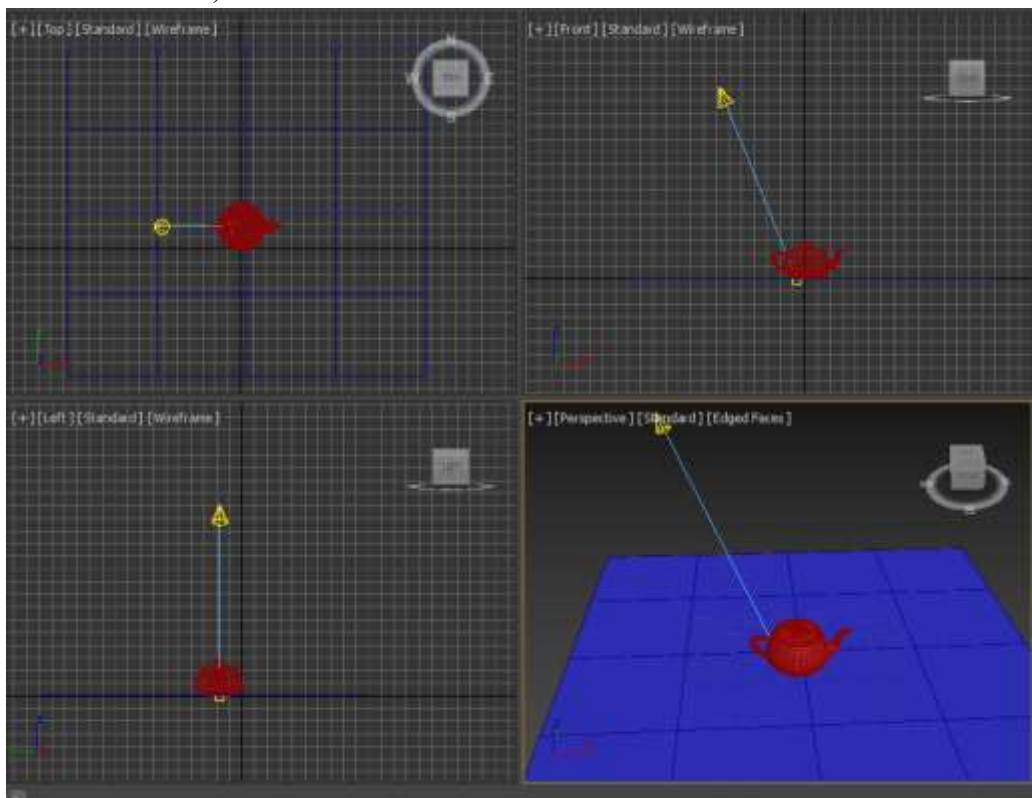 [+][Top][Standard][Wireframe]
[+][Front][Standard][Wireframe]
[+][Left][Standard][Wireframe]
[+][Perspective][Standard][Edged Faces]